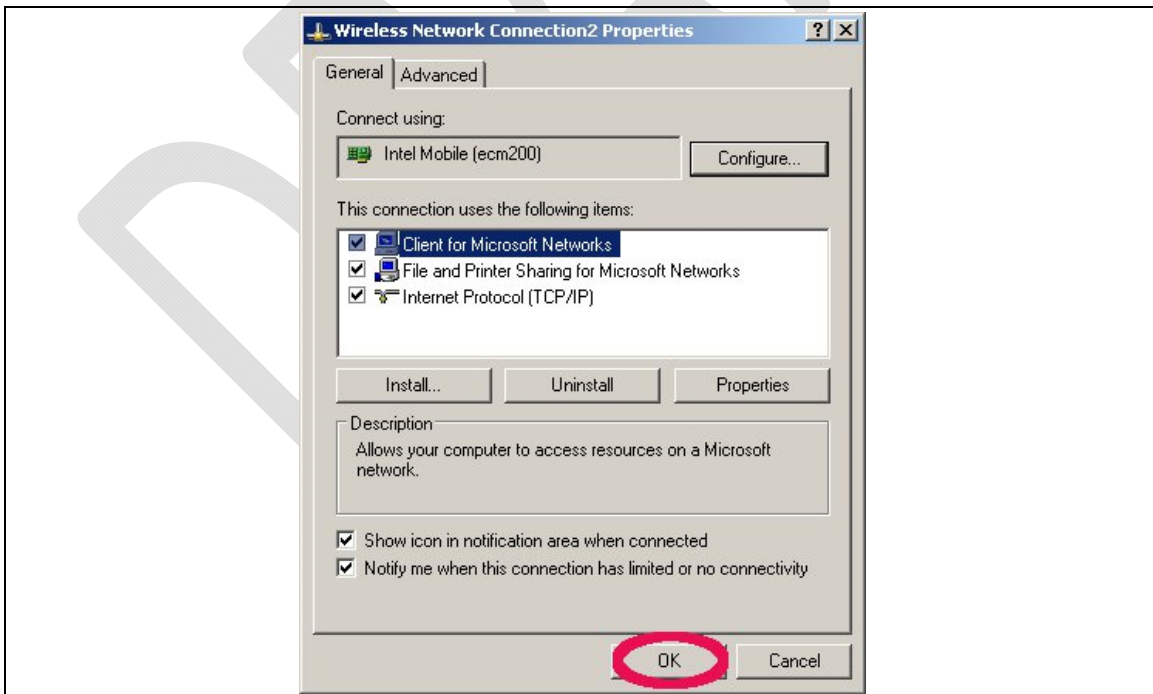 Wireless Network Connection2 Properties
General
Advanced
Connect using:
Intel Mobile (ecm200)
Configure...
This connection uses the following items:
Client for Microsoft Networks
File and Printer Sharing for Microsoft Networks
Internet Protocol (TCP/IP)
Install...
Uninstall
Properties
Description
Allows your computer to access resources on a Microsoft
network.
Show icon in notification area when connected
Notify me when this connection has limited or no connectivity
OK
Cancel